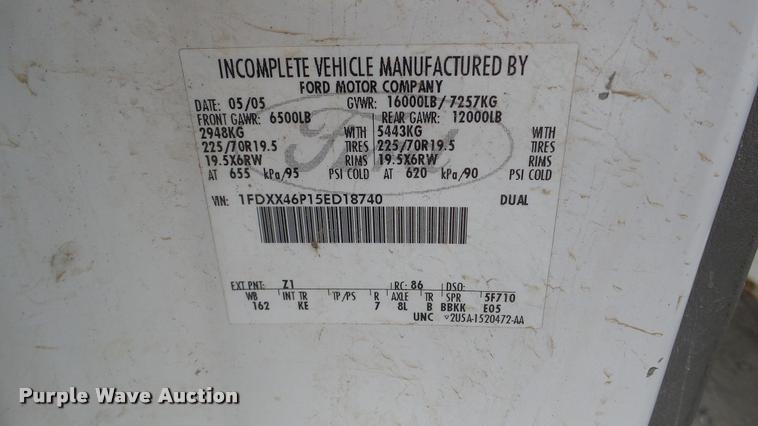 INCOMPLETE VEHICLE MANUFACTURED BY
FORD MOTOR COMPANY
DATE: 05/05 GVWR: 16000LB/ 7257KG
FRONT GAWR: 6500LB REAR GAWR: 12000LB
2948KG WITH 5443KG WITH
225/70R19.5 TIRES 225/70R19.5 TIRES
19.5X6RW RIMS 19.5X6RW RIMS
AT 655 kPa/95 PSI COLD AT 620 kPa/90 PSI COLD
VIN: 1FDXX46P15ED18740 DUAL
EXT PNT: Z1 RC: 86 DSO:
WB INT TR TP/PS R AXLE TR SPR 5F710
162 KE 7 8L B BBKK E05
UNC 2U5A-1520472-AA
Purple Wave Auction